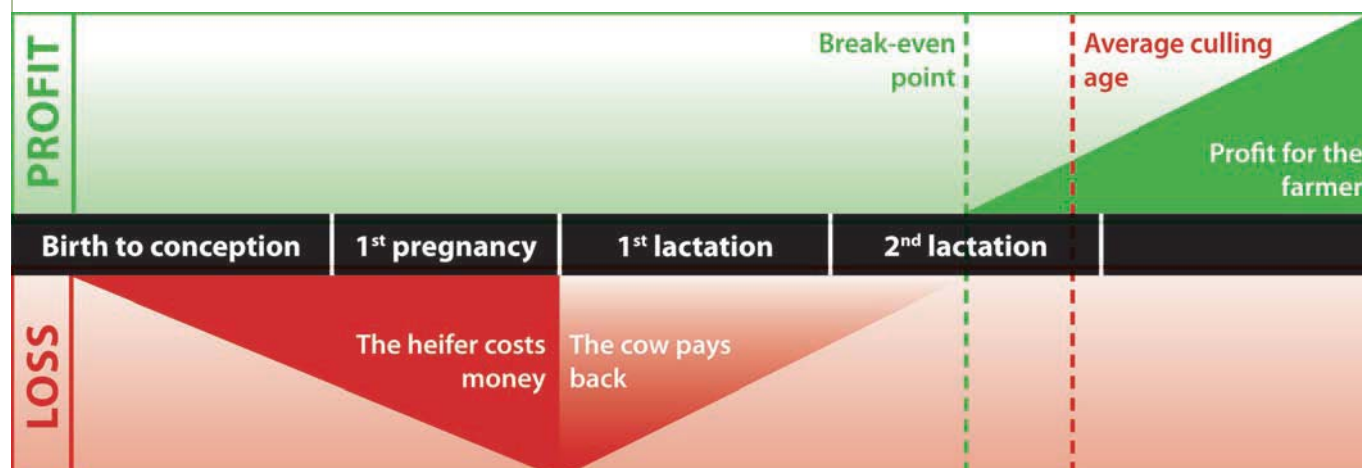 PROFIT
Break-even
point
Average culling
age
Profit for the
farmer
Birth to conception
1st pregnancy
1st lactation
2nd lactation
LOSS
The heifer costs
money
The cow pays
back